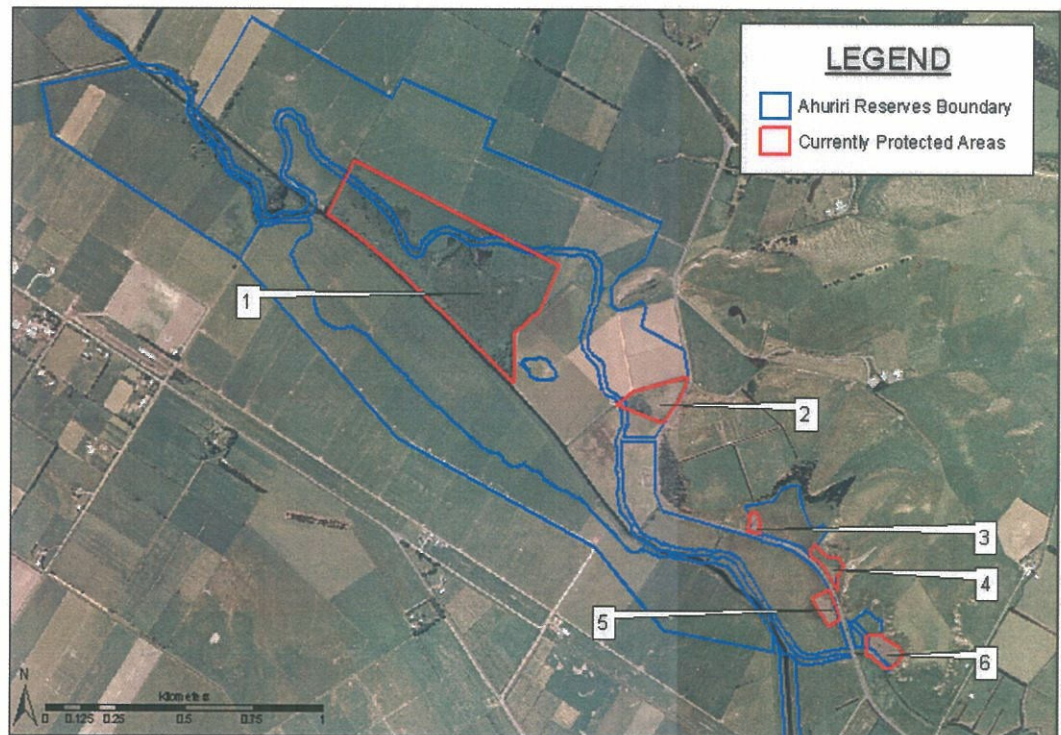 LEGEND
Ahuriri Reserves Boundary
Currently Protected Areas
1
2
3
4
5
6
N
Kilometers
0 0.125 0.25 0.5 0.75 1